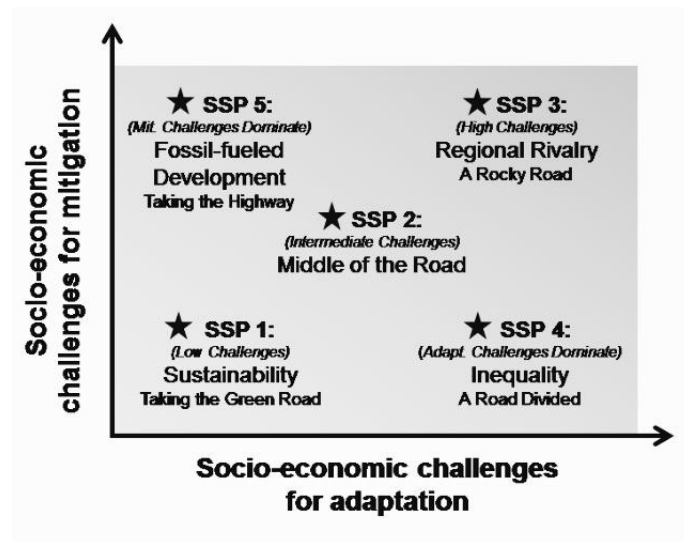 Socio-economic
challenges for mitigation
★ SSP 5:
(Mit. Challenges Dominate)
Fossil-fueled
Development
Taking the Highway
★ SSP 3:
(High Challenges)
Regional Rivalry
A Rocky Road
★ SSP 2:
(Intermediate Challenges)
Middle of the Road
★ SSP 1:
(Low Challenges)
Sustainability
Taking the Green Road
★ SSP 4:
(Adapt. Challenges Dominate)
Inequality
A Road Divided
Socio-economic challenges
for adaptation